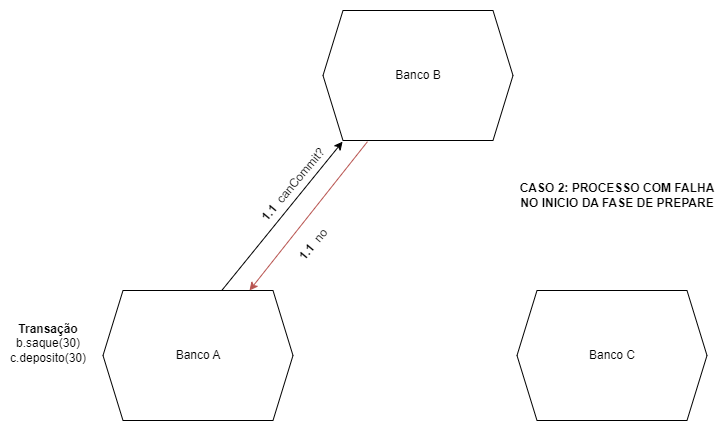 Banco B
1.1 canCommit?
1.1 no
CASO 2: PROCESSO COM FALHA
NO INICIO DA FASE DE PREPARE
Transação
b.saque(30)
c.deposito(30)
Banco A
Banco C